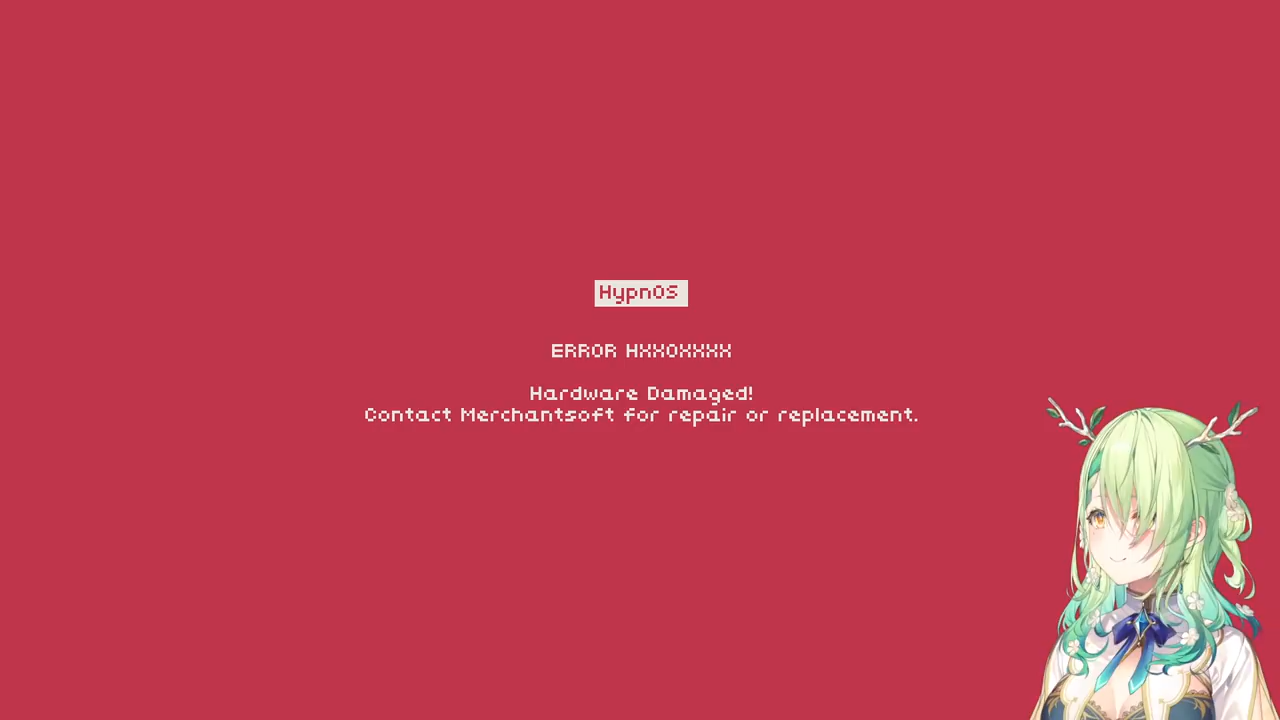 HypnOS
ERROR HXXOXXXX
Hardware Damaged!
Contact Merchantsoft for repair or replacement.